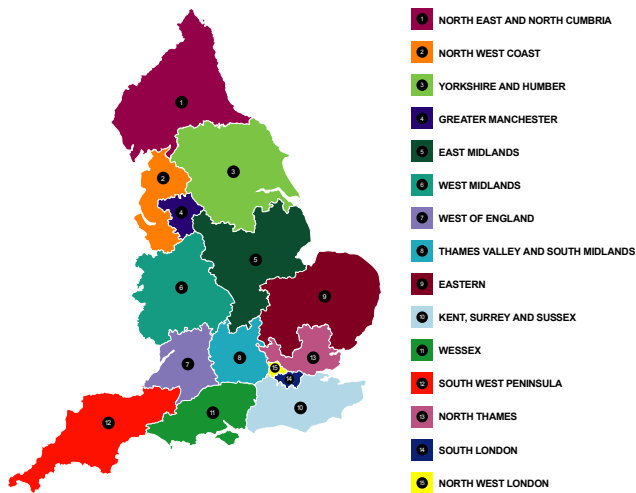 1 NORTH EAST AND NORTH CUMBRIA
2 NORTH WEST COAST
3 YORKSHIRE AND HUMBER
4 GREATER MANCHESTER
5 EAST MIDLANDS
6 WEST MIDLANDS
7 WEST OF ENGLAND
8 THAMES VALLEY AND SOUTH MIDLANDS
9 EASTERN
10 KENT, SURREY AND SUSSEX
11 WESSEX
12 SOUTH WEST PENINSULA
13 NORTH THAMES
14 SOUTH LONDON
15 NORTH WEST LONDON
1
2
3
4
5
6
9
7
8
13
15
14
10
11
12